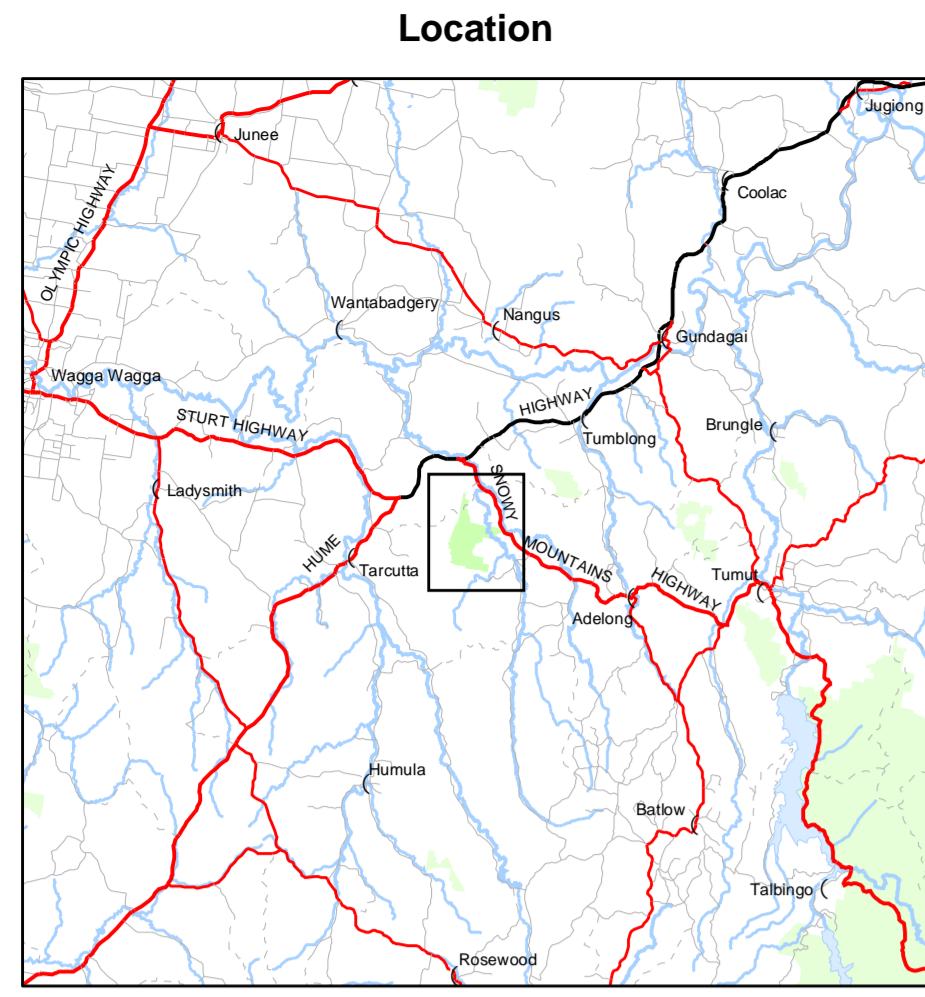 Location
Jugiong
Junee
Coolac
OLYMPIC HIGHWAY
Wantabadgery
Nangus
Gundagai
Wagga Wagga
HIGHWAY
STURT HIGHWAY
Tumblong
Brungle
Ladysmith
SNOWY
HUME
Tarcutta
MOUNTAINS
HIGHWAY
Tumut
Adelong
Humula
Batlow
Talbingo
Rosewood